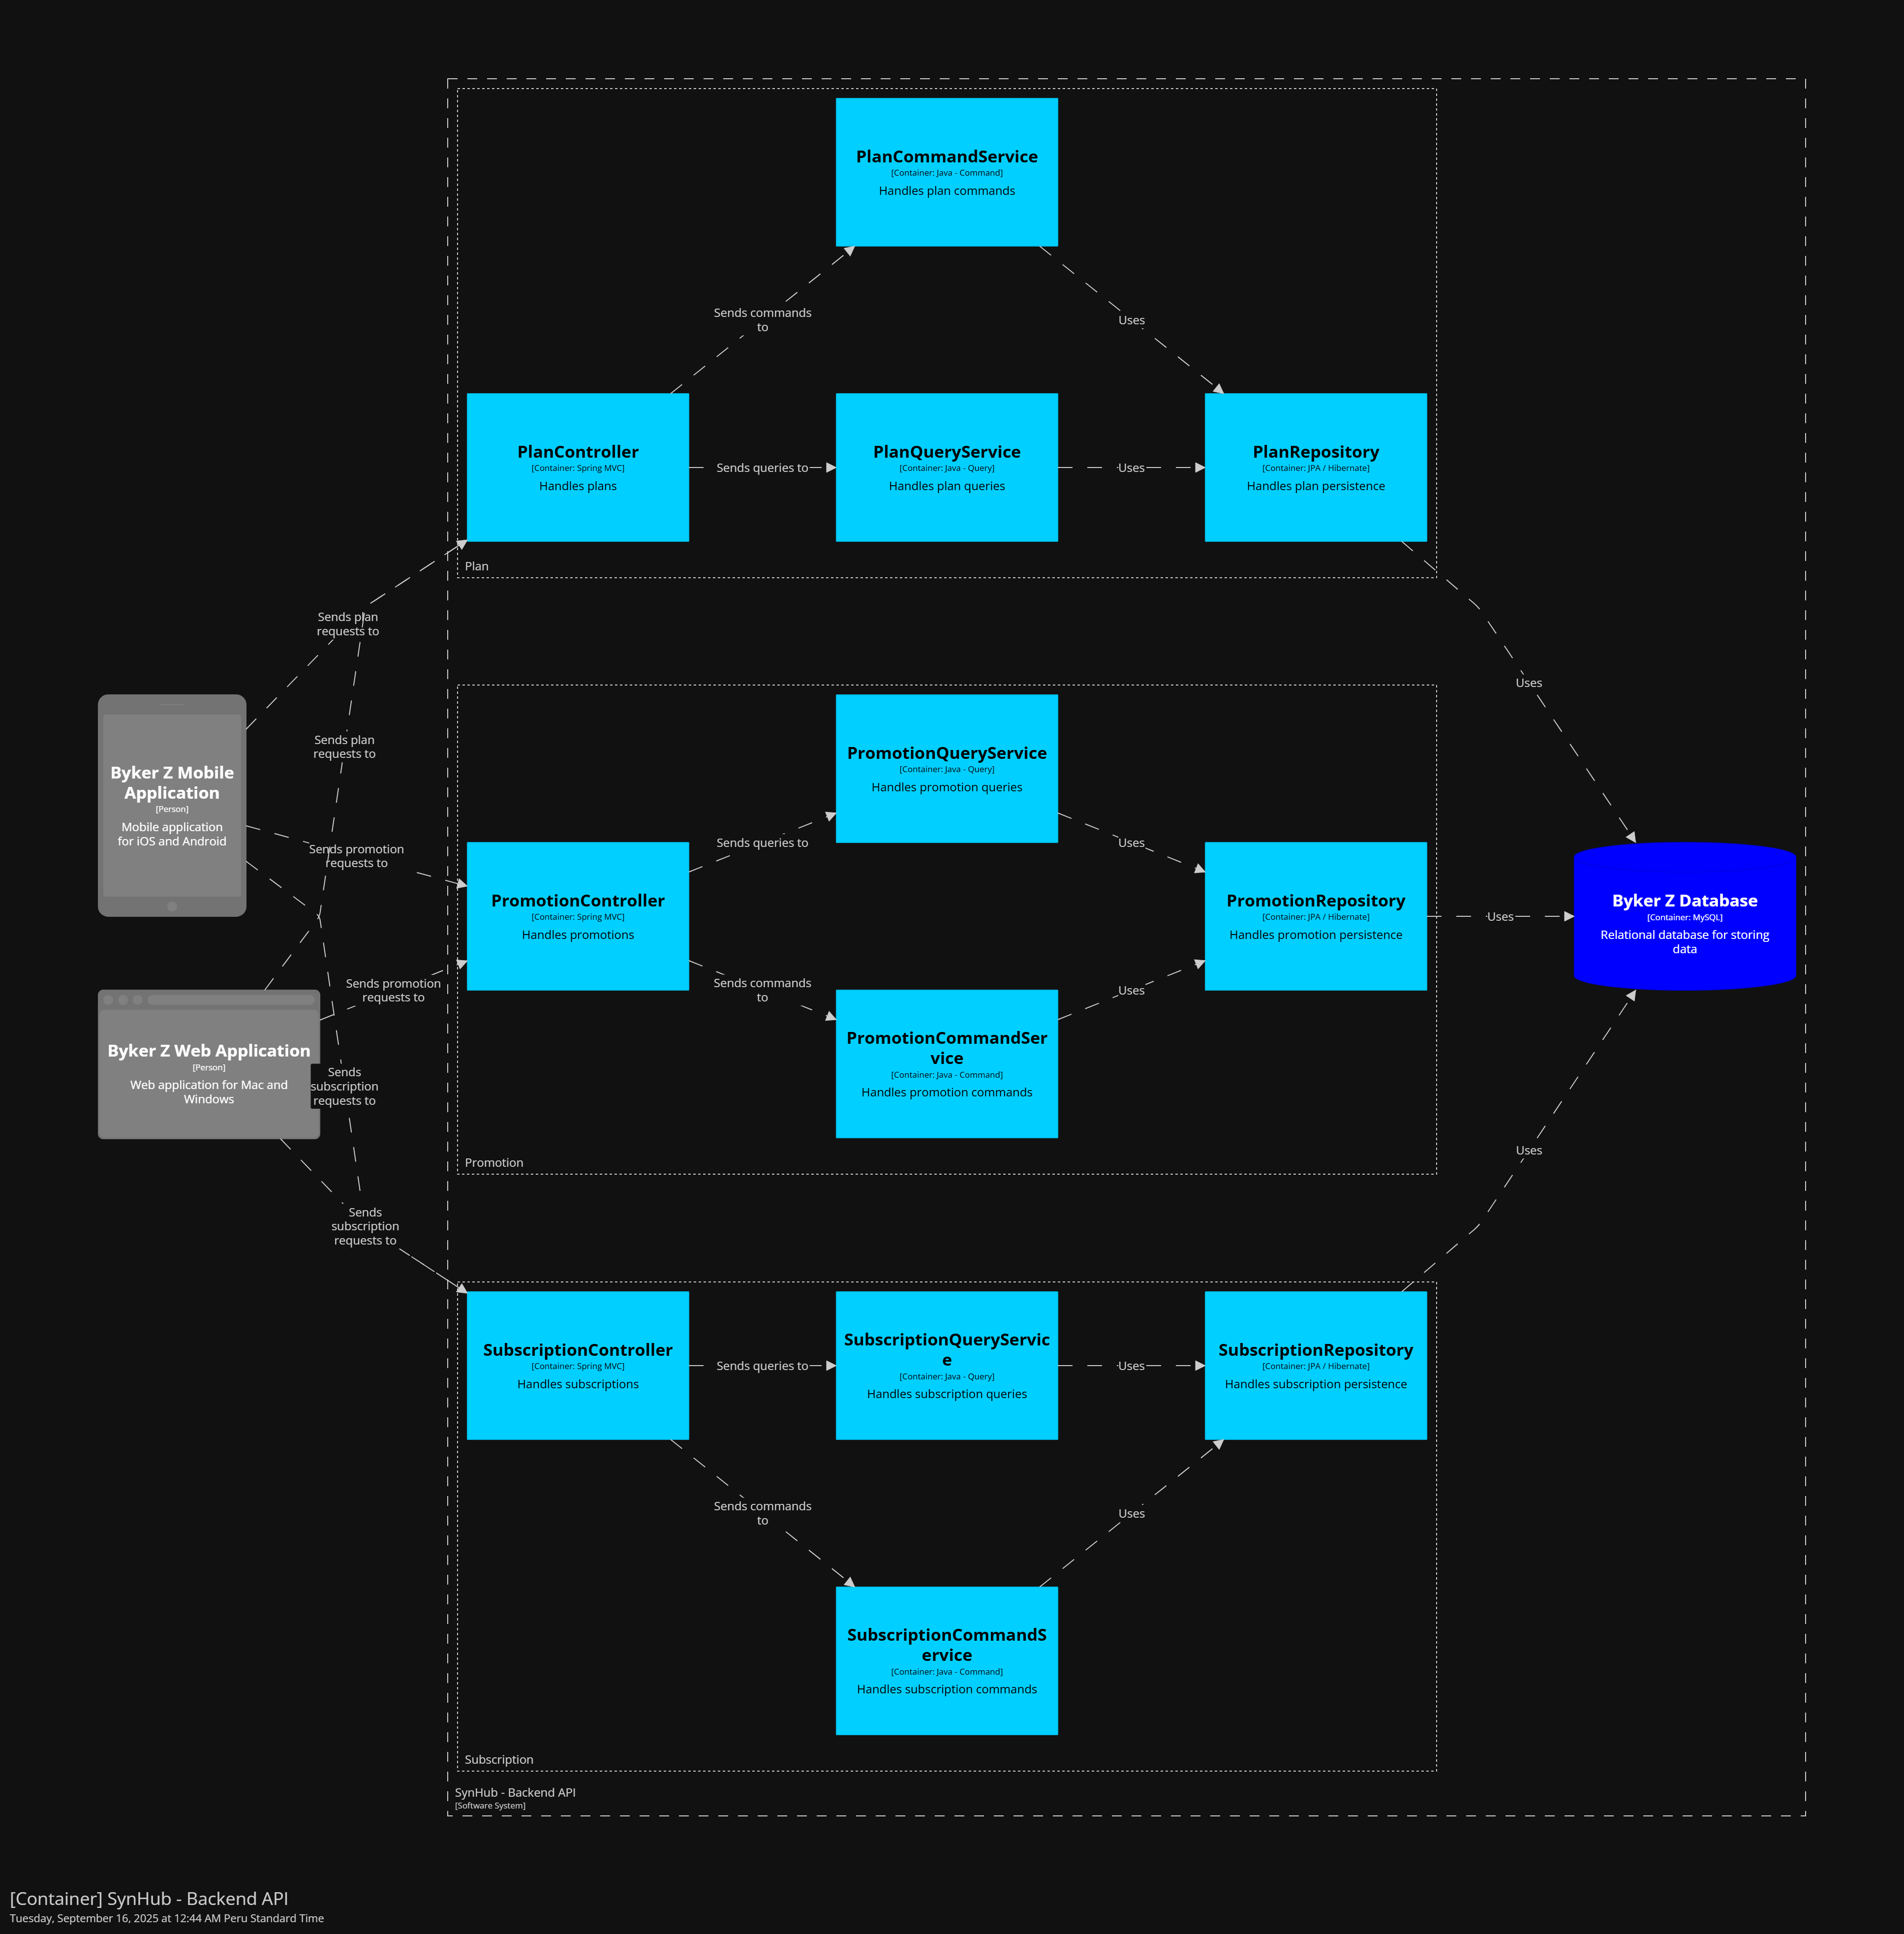 PlanCommandService
[Container: Java - Command]
Handles plan commands
Sends commands
to
Uses
PlanController
[Container: Spring MVC]
Handles plans
Sends queries to
PlanQueryService
[Container: Java - Query]
Handles plan queries
Uses
PlanRepository
[Container: JPA / Hibernate]
Handles plan persistence
Plan
Sends plan
requests to
Uses
Sends plan
requests to
Byker Z Mobile
Application
[Person]
Mobile application
for iOS and Android
Sends promotion
requests to
PromotionQueryService
[Container: Java - Query]
Handles promotion queries
Sends queries to
Uses
PromotionController
[Container: Spring MVC]
Handles promotions
PromotionRepository
[Container: JPA / Hibernate]
Handles promotion persistence
Uses
Byker Z Database
[Container: MySQL]
Relational database for storing
data
Sends promotion
requests to
Sends commands
to
Uses
Byker Z Web Application
[Person]
Web application for Mac and
Windows
Sends
subscription
requests to
PromotionCommandSer
vice
[Container: Java - Command]
Handles promotion commands
Promotion
Uses
Sends
subscription
requests to
SubscriptionController
[Container: Spring MVC]
Handles subscriptions
Sends queries to
SubscriptionQueryServic
e
[Container: Java - Query]
Handles subscription queries
Uses
SubscriptionRepository
[Container: JPA / Hibernate]
Handles subscription persistence
Sends commands
to
Uses
SubscriptionCommandS
ervice
[Container: Java - Command]
Handles subscription commands
Subscription
SynHub - Backend API
[Software System]
[Container] SynHub - Backend API
Tuesday, September 16, 2025 at 12:44 AM Peru Standard Time